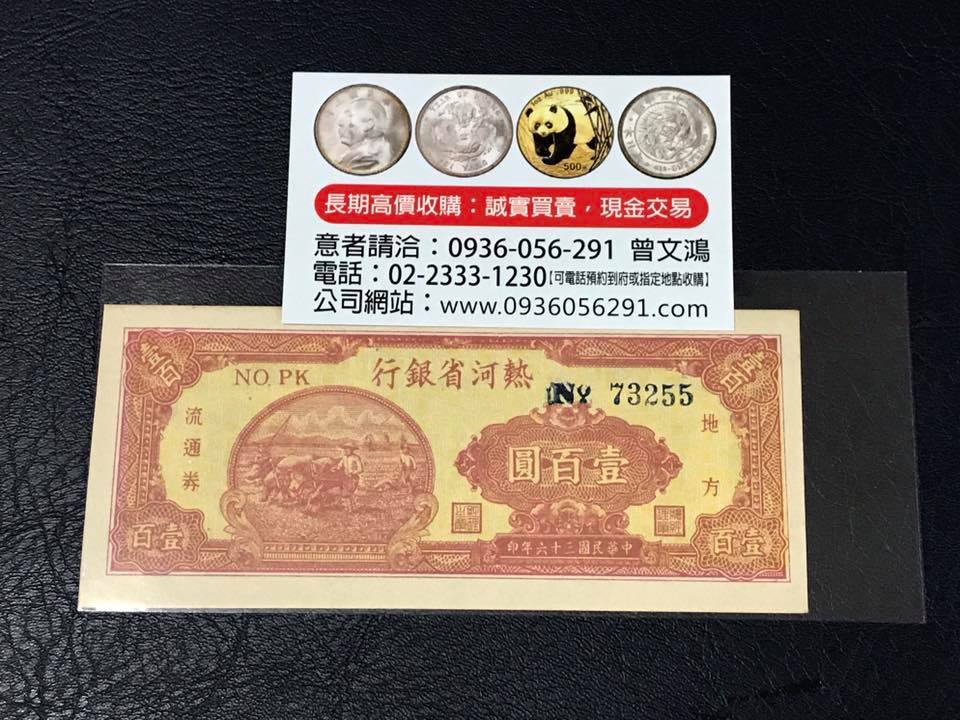 長期高價收購：誠實買賣，現金交易
意者請洽：0936-056-291 曾文鴻
電話：02-2333-1230【可電話預約到府或指定地點收購】
公司網站：www.0936056291.com
500
壹百
壹百
NO. PK
行銀省河熱
No 73255
流通券
地方
圓百壹
百壹
印年六十三國民華中
百壹